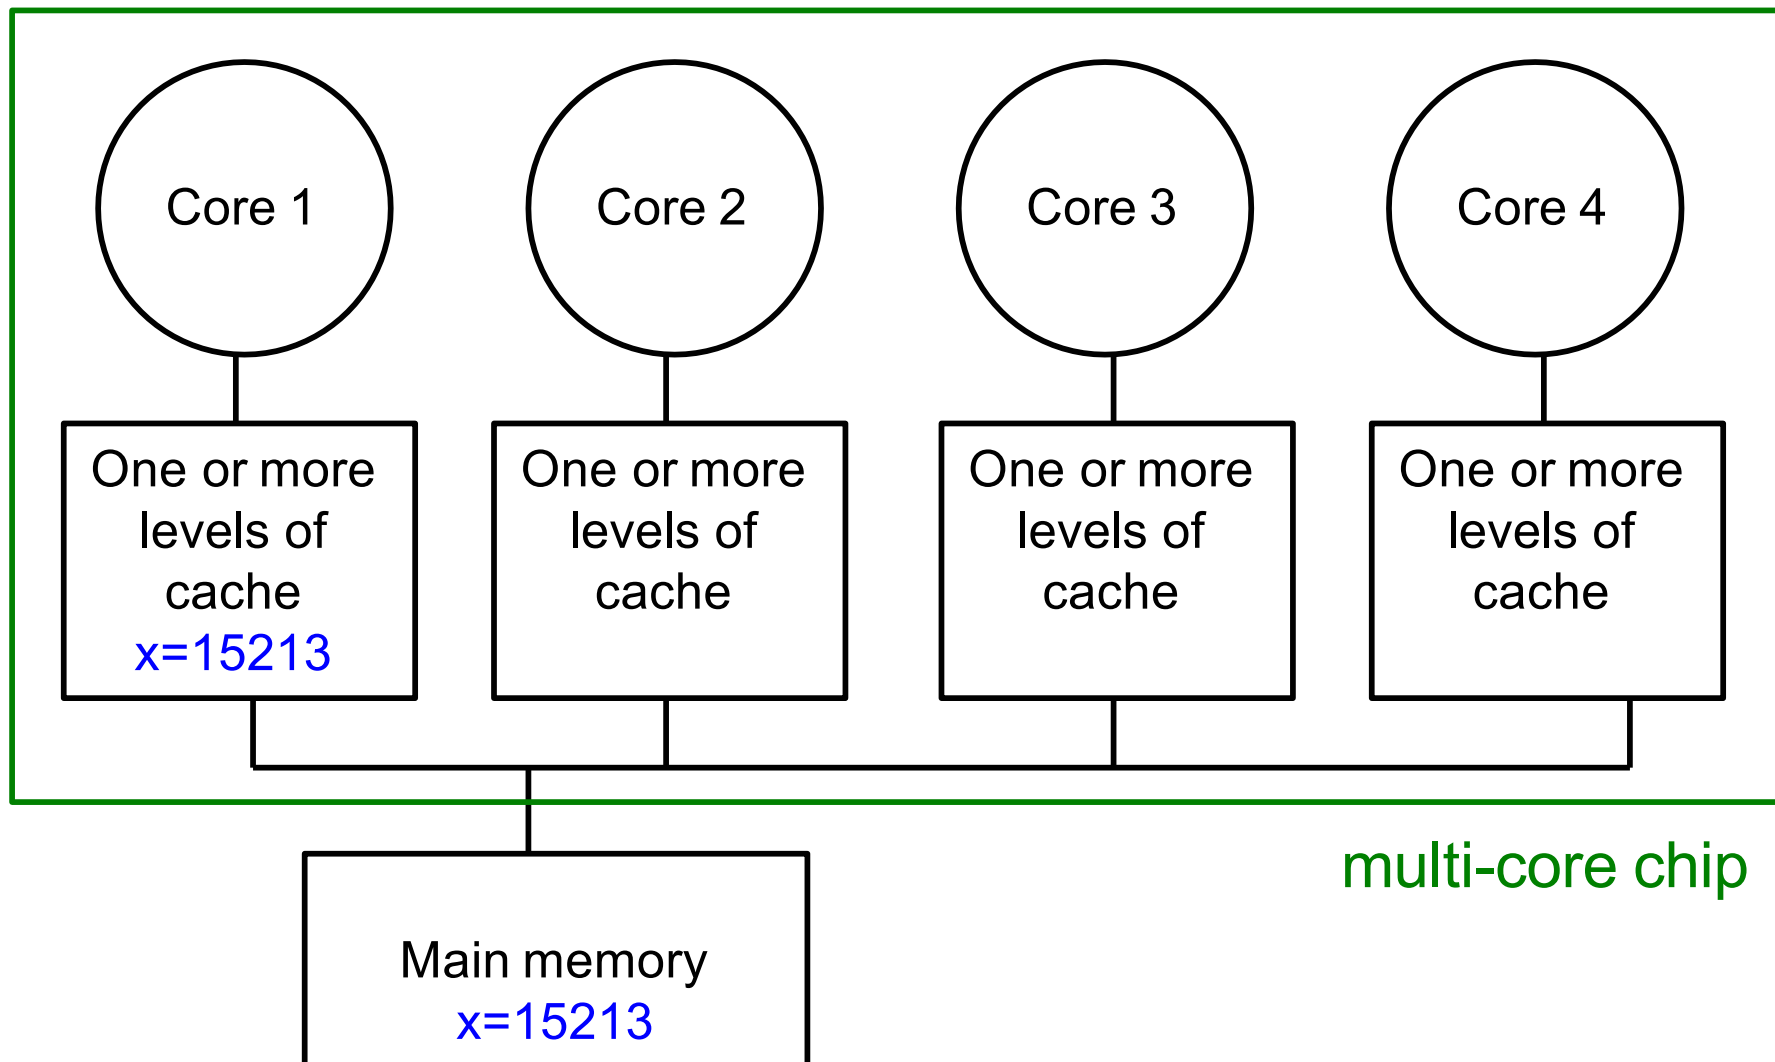 Core 1
Core 2
Core 3
Core 4
One or more
levels of
cache
x=15213
One or more
levels of
cache
One or more
levels of
cache
One or more
levels of
cache
multi-core chip
Main memory
x=15213